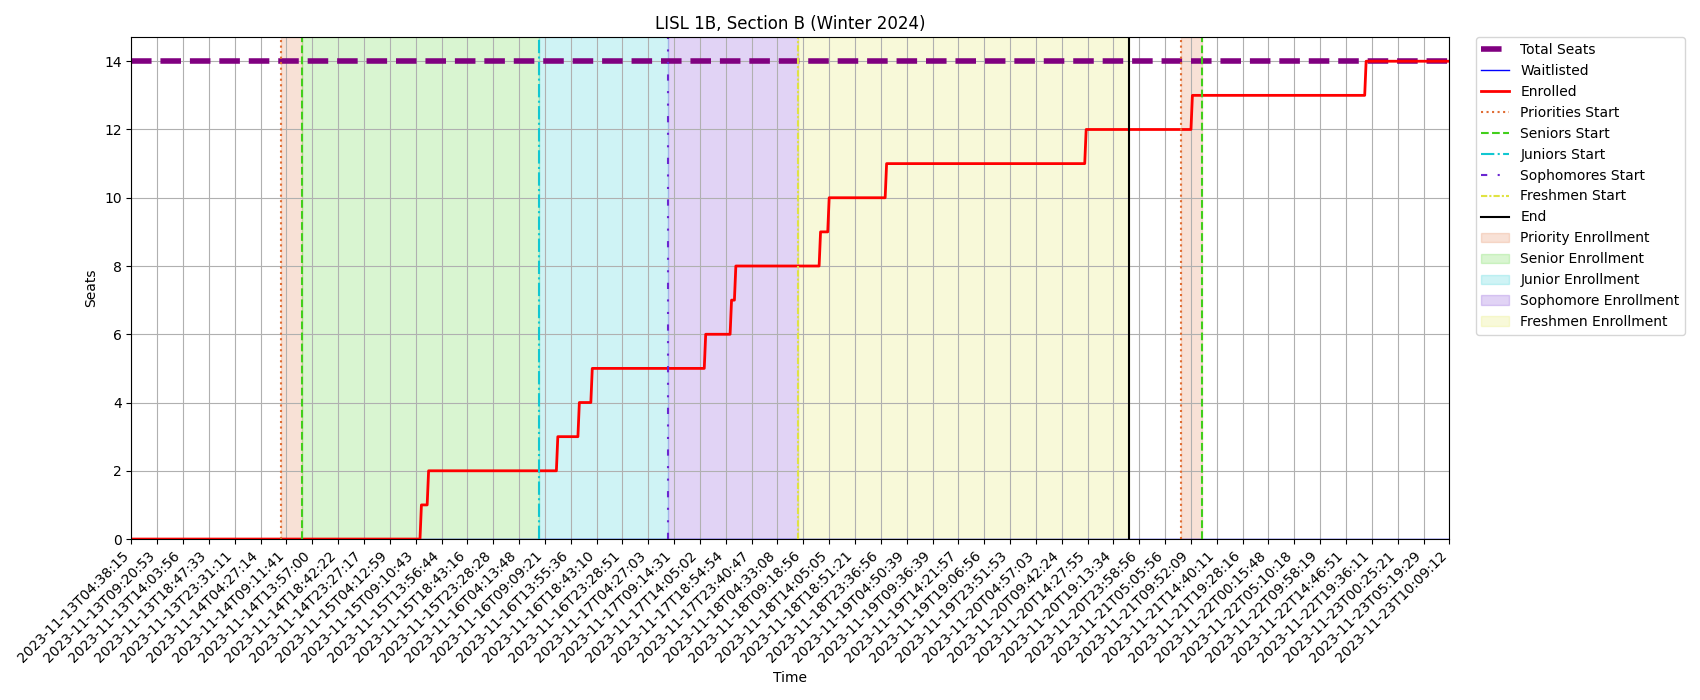 LISL 1B, Section B (Winter 2024)
Seats
14
12
10
8
6
4
2
0
2023-11-13T04:38:15
2023-11-13T09:20:53
2023-11-13T14:03:56
2023-11-13T18:47:33
2023-11-13T23:31:11
2023-11-14T04:27:14
2023-11-14T09:11:41
2023-11-14T13:57:00
2023-11-14T18:42:22
2023-11-14T23:27:17
2023-11-15T04:12:59
2023-11-15T09:10:43
2023-11-15T13:56:44
2023-11-15T18:43:16
2023-11-15T23:28:28
2023-11-16T04:13:48
2023-11-16T09:09:21
2023-11-16T13:55:36
2023-11-16T18:43:10
2023-11-16T23:28:51
2023-11-17T04:27:03
2023-11-17T09:14:31
2023-11-17T14:05:02
2023-11-17T18:54:54
2023-11-17T23:40:47
2023-11-18T04:33:08
2023-11-18T09:18:56
2023-11-18T14:05:05
2023-11-18T18:51:21
2023-11-18T23:36:56
2023-11-19T04:50:39
2023-11-19T09:36:39
2023-11-19T14:21:57
2023-11-19T19:06:56
2023-11-19T23:51:53
2023-11-20T04:57:03
2023-11-20T09:42:24
2023-11-20T14:27:55
2023-11-20T19:13:34
2023-11-20T23:58:56
2023-11-21T05:05:56
2023-11-21T09:52:09
2023-11-21T14:40:11
2023-11-21T19:28:16
2023-11-22T00:15:48
2023-11-22T05:10:18
2023-11-22T09:58:19
2023-11-22T14:46:51
2023-11-22T19:36:11
2023-11-23T00:25:21
2023-11-23T05:19:29
2023-11-23T10:09:12
Time
Total Seats
Waitlisted
Enrolled
Priorities Start
Seniors Start
Juniors Start
Sophomores Start
Freshmen Start
End
Priority Enrollment
Senior Enrollment
Junior Enrollment
Sophomore Enrollment
Freshmen Enrollment